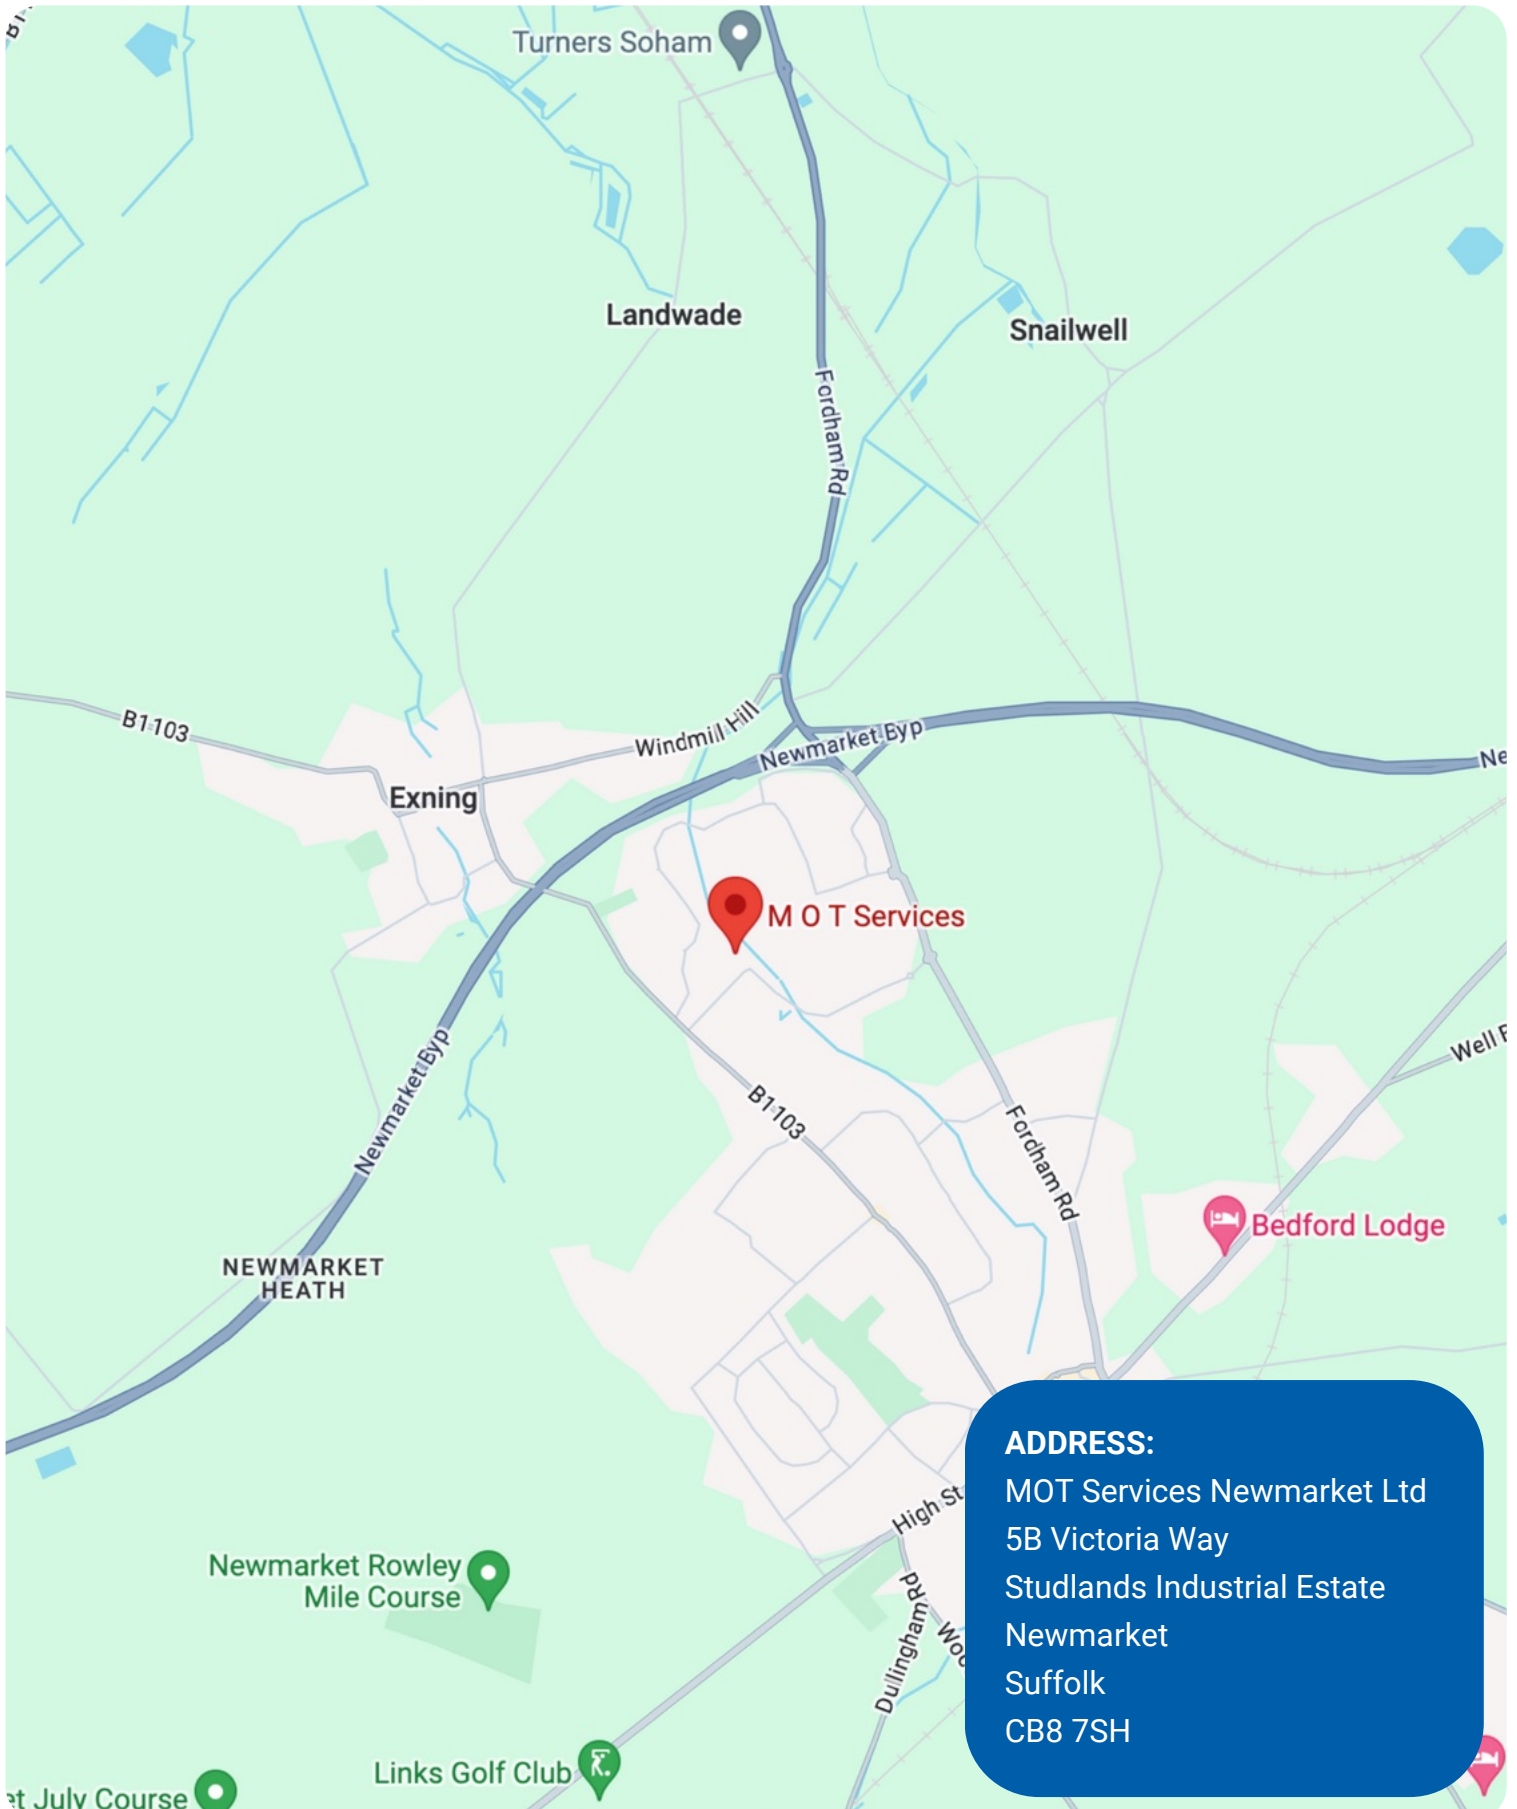 Turners Soham
Landwade
Snailwell
Fordham Rd
B1103
Windmill Hill
Newmarket Byp
Exning
M O T Services
Newmarket Byp
B1103
Fordham Rd
Bedford Lodge
NEWMARKET
HEATH
High St
Newmarket Rowley
Mile Course
Dullingham Rd
Links Golf Club
July Course
ADDRESS:
MOT Services Newmarket Ltd
5B Victoria Way
Studlands Industrial Estate
Newmarket
Suffolk
CB8 7SH